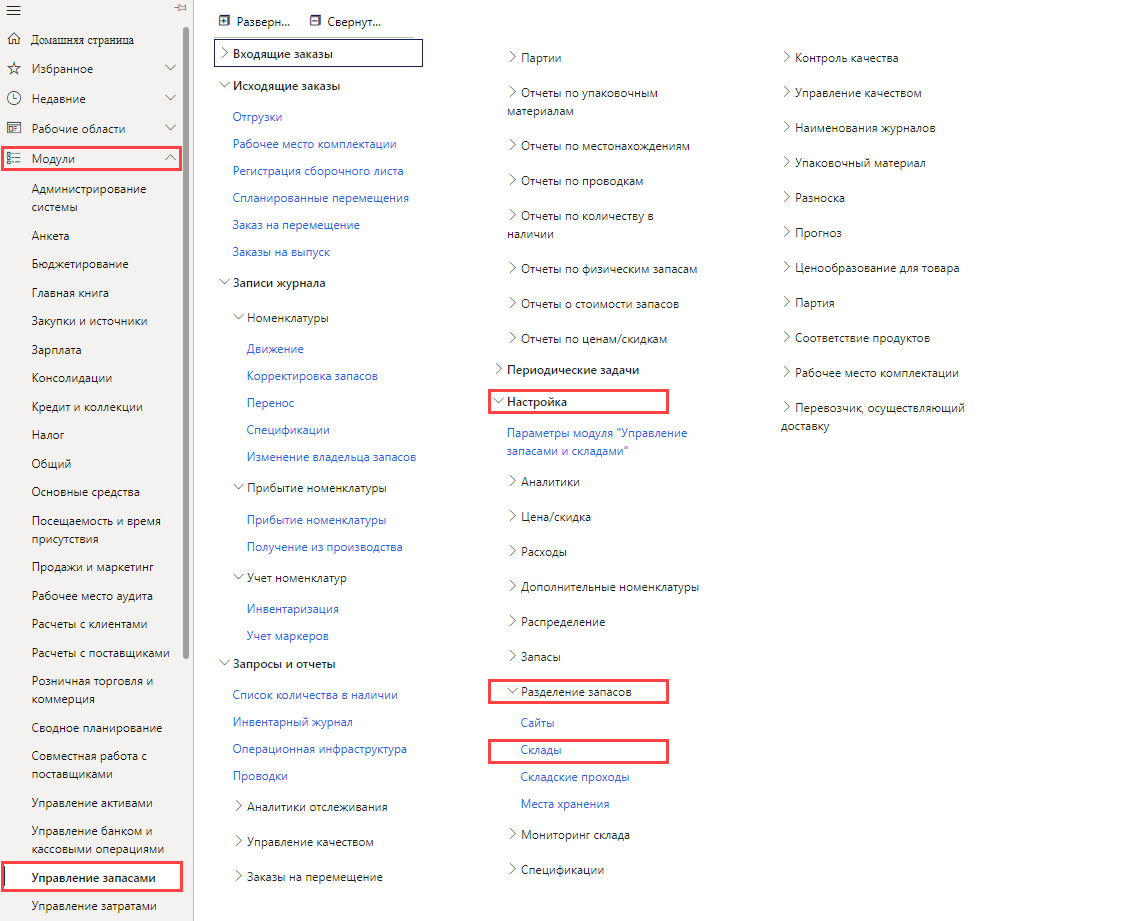 Домашняя страница
Избранное
Недавние
Рабочие области
Модули
Администрирование
системы
Анкета
Бюджетирование
Главная книга
Закупки и источники
Зарплата
Консолидации
Кредит и коллекции
Налог
Общий
Основные средства
Посещаемость и время
присутствия
Продажи и маркетинг
Рабочее место аудита
Расчеты с клиентами
Расчеты с поставщиками
Розничная торговля и
коммерция
Сводное планирование
Совместная работа с
поставщиками
Управление активами
Управление банком и
кассовыми операциями
Управление запасами
Управление затратами
Разверн...
Свернут...
Входящие заказы
Исходящие заказы
Отгрузки
Рабочее место комплектации
Регистрация сборочного листа
Спланированные перемещения
Заказ на перемещение
Заказы на выпуск
Записи журнала
Номенклатуры
Движение
Корректировка запасов
Перенос
Спецификации
Изменение владельца запасов
Прибытие номенклатуры
Прибытие номенклатуры
Получение из производства
Учет номенклатур
Инвентаризация
Учет маркеров
Запросы и отчеты
Список количества в наличии
Инвентарный журнал
Операционная инфраструктура
Проводки
Аналитики отслеживания
Управление качеством
Заказы на перемещение
Партии
Отчеты по упаковочным
материалам
Отчеты по местонахождениям
Отчеты по проводкам
Отчеты по количеству в
наличии
Отчеты по физическим запасам
Отчеты о стоимости запасов
Отчеты по ценам/скидкам
Периодические задачи
Настройка
Параметры модуля "Управление
запасами и складами"
Аналитики
Цена/скидка
Расходы
Дополнительные номенклатуры
Распределение
Запасы
Разделение запасов
Сайты
Склады
Складские проходы
Места хранения
Мониторинг склада
Спецификации
Контроль качества
Управление качеством
Наименования журналов
Упаковочный материал
Разноска
Прогноз
Ценообразование для товара
Партия
Соответствие продуктов
Рабочее место комплектации
Перевозчик, осуществляющий
доставку